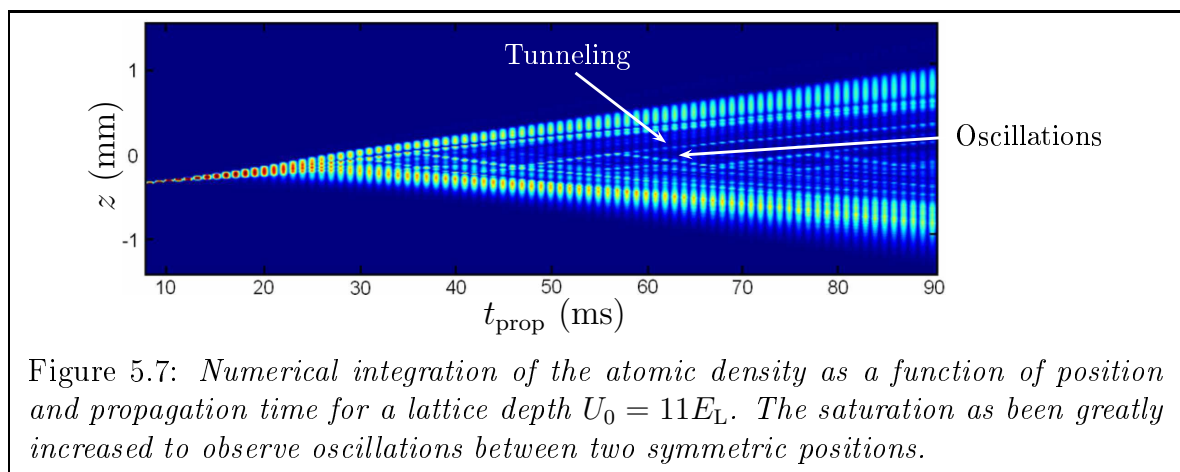 Tunneling
1
0
-1
z (mm)
Oscillations
10 20 30 40 50 60 70 80 90
t_prop (ms)
Figure 5.7: Numerical integration of the atomic density as a function of position
and propagation time for a lattice depth U_0 = 11E_L. The saturation as been greatly
increased to observe oscillations between two symmetric positions.